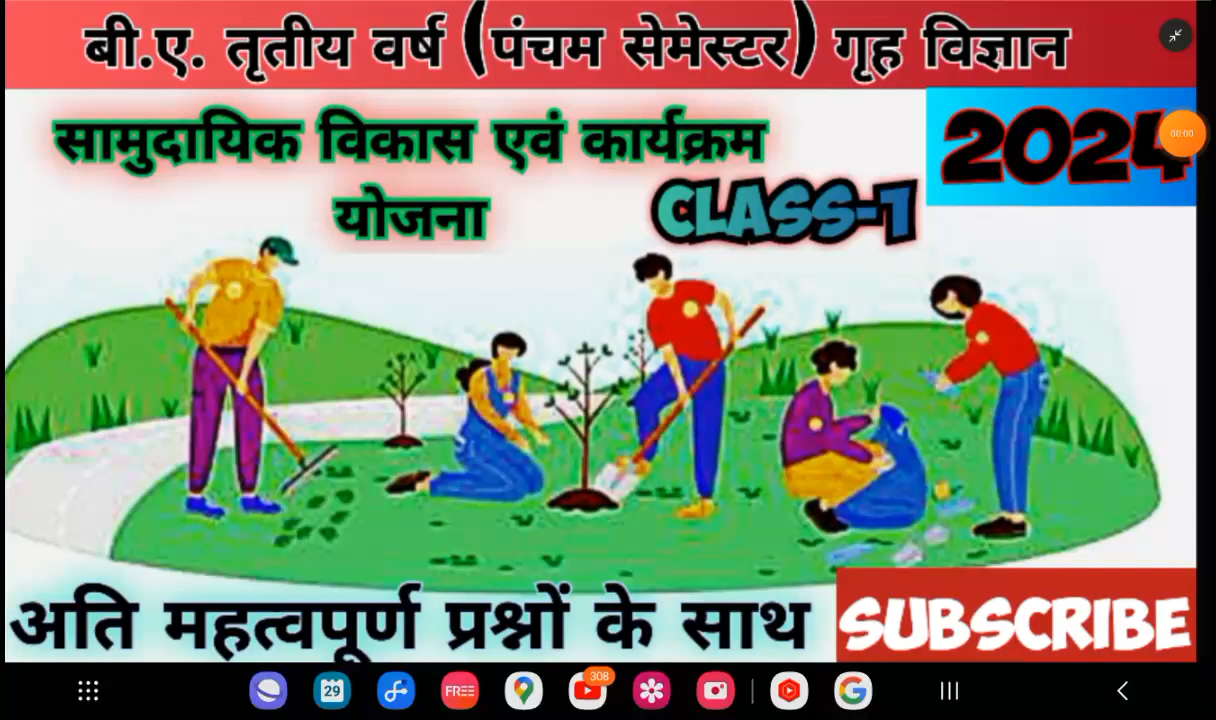 बी.ए. तृतीय वर्ष (पंचम सेमेस्टर) गृह विज्ञान
सामुदायिक विकास एवं कार्यक्रम
योजना
2024
00:00
CLASS-1
अति महत्वपूर्ण प्रश्नों के साथ
SUBSCRIBE
308
29
FREE